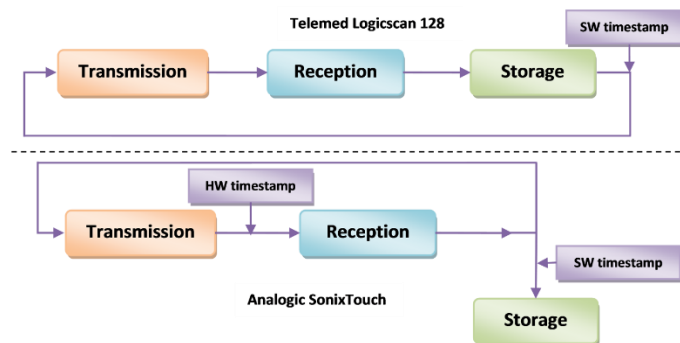 Telemed Logicscan 128
SW timestamp
Transmission
Reception
Storage
HW timestamp
Transmission
Reception
SW timestamp
Analogic SonixTouch
Storage